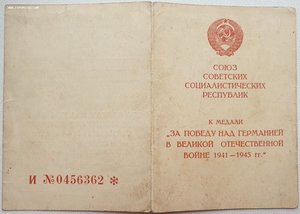 СОЮЗ
СОВЕТСКИХ
СОЦИАЛИСТИЧЕСКИХ
РЕСПУБЛИК
К МЕДАЛИ
„ЗА ПОБЕДУ НАД ГЕРМАНИЕЙ
В ВЕЛИКОЙ ОТЕЧЕСТВЕННОЙ
ВОЙНЕ 1941—1945 гг.“
И №0456362 *